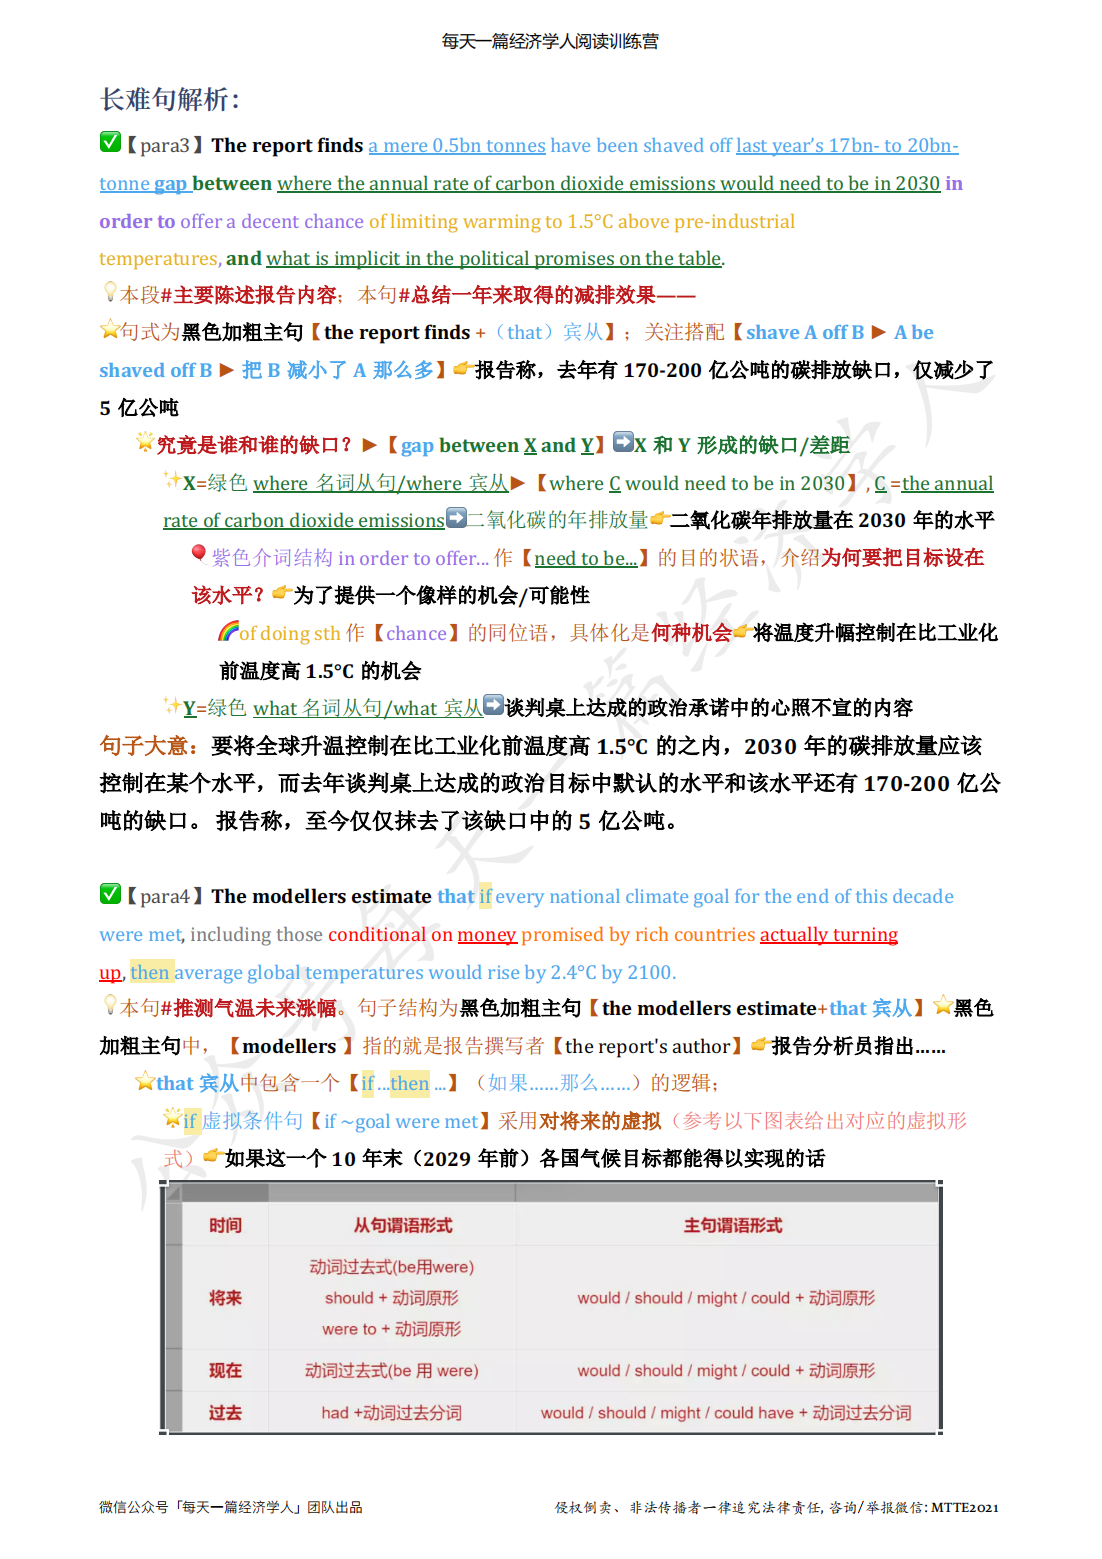 每天一篇经济学人阅读训练营
长难句解析：
✅【para3】The report finds a mere 0.5bn tonnes have been shaved off last year’s 17bn- to 20bn-
tonne gap between where the annual rate of carbon dioxide emissions would need to be in 2030 in
order to offer a decent chance of limiting warming to 1.5°C above pre-industrial
temperatures, and what is implicit in the political promises on the table.
💡本段#主要陈述报告内容；本句#总结一年来取得的减排效果——
⭐句式为黑色加粗主句【the report finds +（that）宾从】；关注搭配【shave A off B ► A be
shaved off B ► 把 B 减小了 A 那么多】👉报告称，去年有 170-200 亿公吨的碳排放缺口，仅减少了
5 亿公吨
🌟究竟是谁和谁的缺口？►【gap between X and Y】➡X 和 Y 形成的缺口/差距
✨X=绿色 where 名词从句/where 宾从►【where C would need to be in 2030】, C =the annual
rate of carbon dioxide emissions➡二氧化碳的年排放量👉二氧化碳年排放量在 2030 年的水平
🎈紫色介词结构 in order to offer... 作【need to be...】的目的状语，介绍为何要把目标设在
该水平？👉为了提供一个像样的机会/可能性
🌈of doing sth 作【chance】的同位语，具体化是何种机会👉将温度升幅控制在比工业化
前温度高 1.5°C 的机会
✨Y=绿色 what 名词从句/what 宾从➡谈判桌上达成的政治承诺中的心照不宣的内容
句子大意：要将全球升温控制在比工业化前温度高 1.5°C 的之内，2030 年的碳排放量应该
控制在某个水平，而去年谈判桌上达成的政治目标中默认的水平和该水平还有 170-200 亿公
吨的缺口。 报告称，至今仅仅抹去了该缺口中的 5 亿公吨。
✅【para4】The modellers estimate that if every national climate goal for the end of this decade
were met, including those conditional on money promised by rich countries actually turning
up, then average global temperatures would rise by 2.4°C by 2100.
💡本句#推测气温未来涨幅。句子结构为黑色加粗主句【the modellers estimate+that 宾从】⭐黑色
加粗主句中，【modellers 】指的就是报告撰写者【the report's author】👉报告分析员指出……
⭐that 宾从中包含一个【if ...then ...】（如果……那么……）的逻辑；
🌟if 虚拟条件句【if ~goal were met】采用对将来的虚拟（参考以下图表给出对应的虚拟形
式）👉如果这一个 10 年末（2029 年前）各国气候目标都能得以实现的话
时间 从句谓语形式 主句谓语形式
动词过去式(be用were)
将来 should + 动词原形 would / should / might / could + 动词原形
were to + 动词原形
现在 动词过去式(be 用 were) would / should / might / could + 动词原形
过去 had +动词过去分词 would / should / might / could have + 动词过去分词
微信公众号「每天一篇经济学人」团队出品 侵权倒卖、非法传播者一律追究法律责任, 咨询/举报微信: MTTE2021
公众号每天一篇经济学人